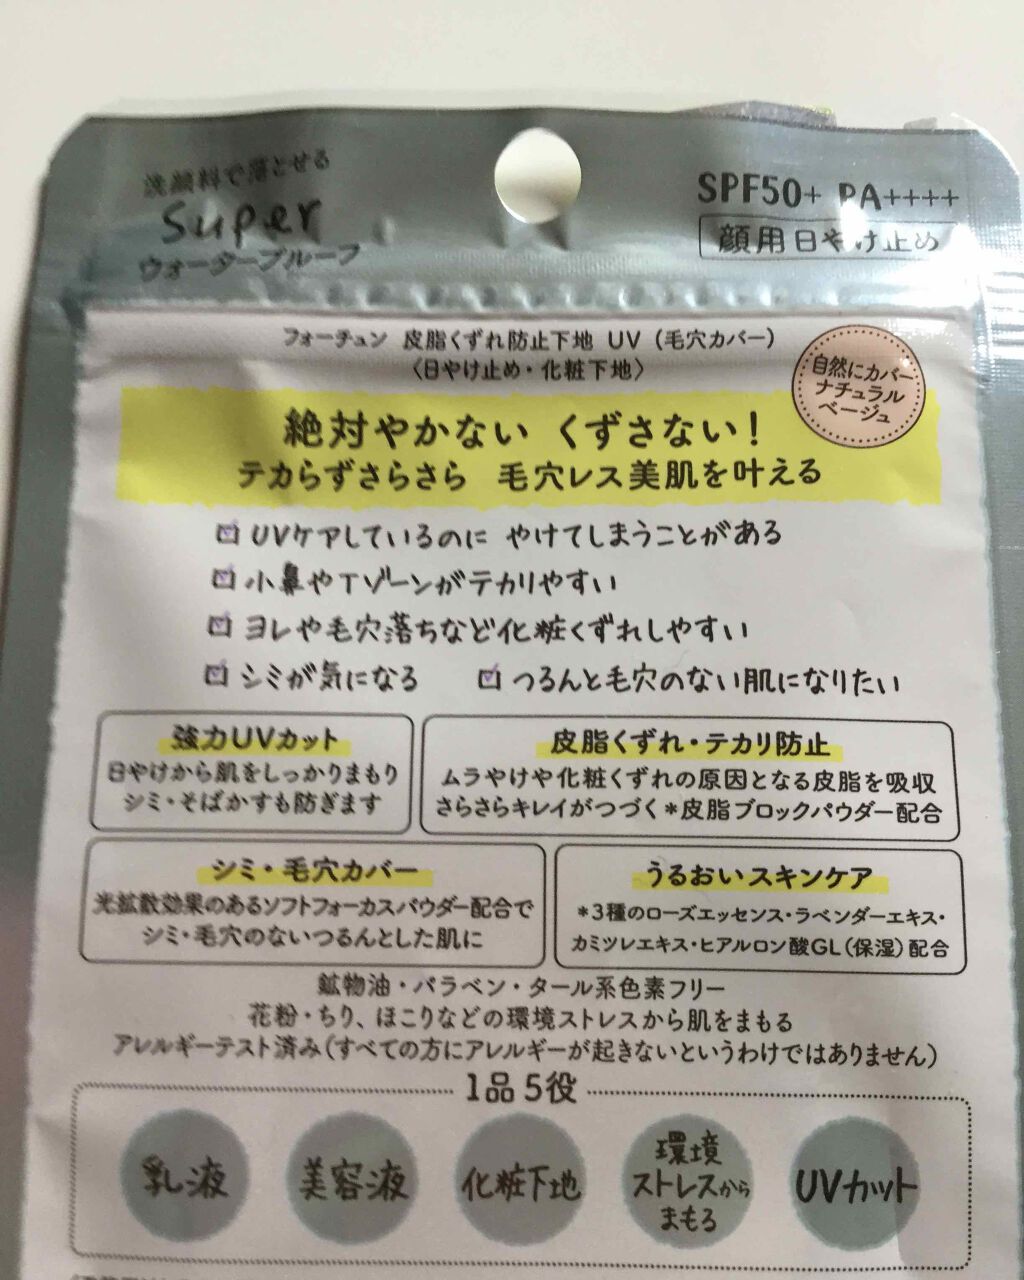 洗顔料で落とせる
Super
ウォータープルーフ
SPF50+ PA++++
顔用日やけ止め
フォーチュン 皮脂くずれ防止下地 UV (毛穴カバー)
〈日やけ止め・化粧下地〉
自然にカバー
ナチュラル
ベージュ
絶対やかない くずさない!
テカらずさらさら 毛穴レス美肌を叶える
UVケアしているのに やけてしまうことがある
小鼻やTゾーンがテカリやすい
ヨレや毛穴落ちなど化粧くずれしやすい
シミが気になる
つるんと毛穴のない肌になりたい
強力UVカット
日やけから肌をしっかりまもり
シミ・そばかすも防ぎます
皮脂くずれ・テカリ防止
ムラやけや化粧くずれの原因となる皮脂を吸収
さらさらキレイがつづく*皮脂ブロックパウダー配合
シミ・毛穴カバー
光拡散効果のあるソフトフォーカスパウダー配合で
シミ・毛穴のないつるんとした肌に
うるおいスキンケア
*3種のローズエッセンス・ラベンダーエキス・
カミツレエキス・ヒアルロン酸GL(保湿)配合
鉱物油・パラベン・タール系色素フリー
花粉・ちり、ほこりなどの環境ストレスから肌をまもる
アレルギーテスト済み(すべての方にアレルギーが起きないというわけではありません)
1品5役
乳液
美容液
化粧下地
環境
ストレスから
まもる
UVカット